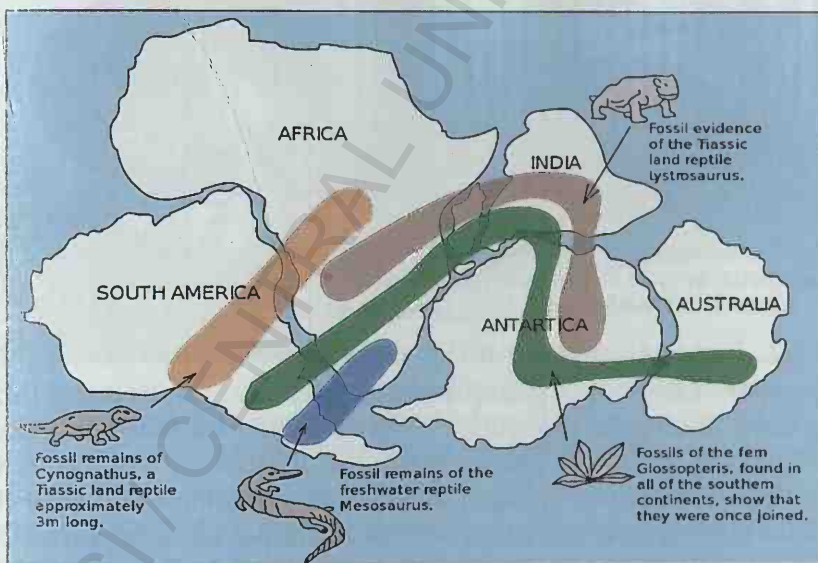 AFRICA
INDIA
Fossil evidence
of the Tiassic
land reptile
Lystrosaurus.
SOUTH AMERICA
ANTARTICA
AUSTRALIA
Fossil remains of
Cynognathus, a
Tiassic land reptile
approximately
3m long.
Fossil remains of the
freshwater reptile
Mesosaurus.
Fossils of the fem
Glossopteris, found in
all of the southem
continents, show that
they were once joined.
CENTRAL UNI